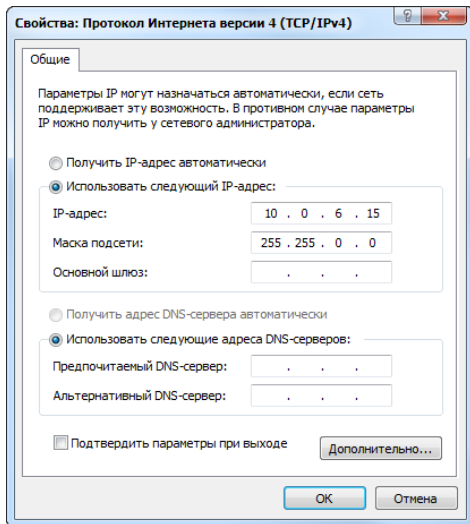 Свойства: Протокол Интернета версии 4 (TCP/IPv4)
Общие
Параметры IP могут назначаться автоматически, если сеть
поддерживает эту возможность. В противном случае параметры
IP можно получить у сетевого администратора.
Получить IP-адрес автоматически
Использовать следующий IP-адрес:
IP-адрес: 10 . 0 . 6 . 15
Маска подсети: 255 . 255 . 0 . 0
Основной шлюз: . . .
Получить адрес DNS-сервера автоматически
Использовать следующие адреса DNS-серверов:
Предпочитаемый DNS-сервер: . . .
Альтернативный DNS-сервер: . . .
Подтвердить параметры при выходе
Дополнительно...
ОК Отмена